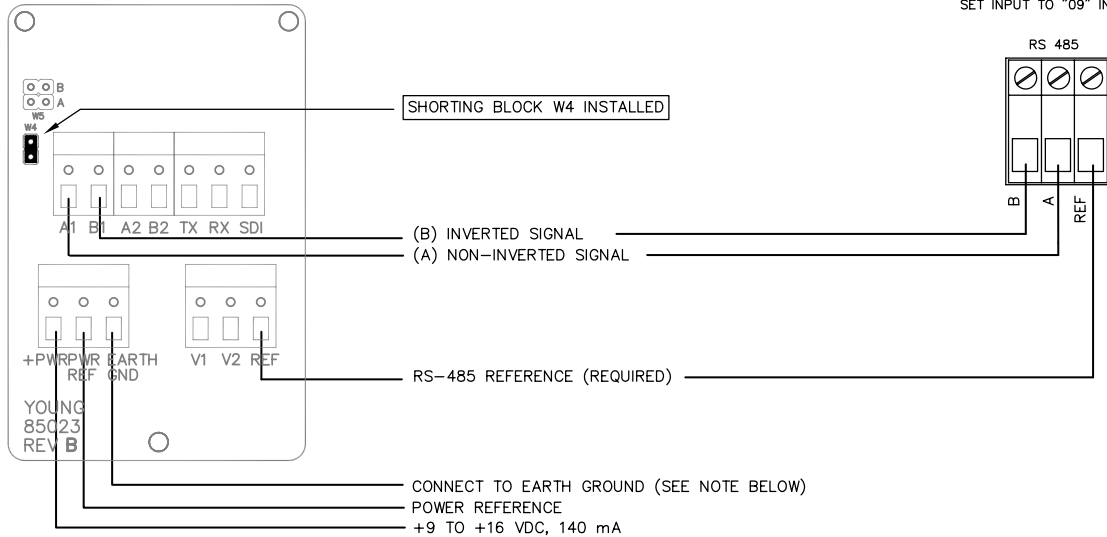 SET INPUT TO "09" IN
RS 485
B
A
W5
W4
SHORTING BLOCK W4 INSTALLED
A1 B1 A2 B2 TX RX SDI
B
A
REF
(B) INVERTED SIGNAL
(A) NON-INVERTED SIGNAL
+PWR PWR REF EARTH GND
V1 V2 REF
RS-485 REFERENCE (REQUIRED)
YOUNG
85023
REV B
CONNECT TO EARTH GROUND (SEE NOTE BELOW)
POWER REFERENCE
+9 TO +16 VDC, 140 mA